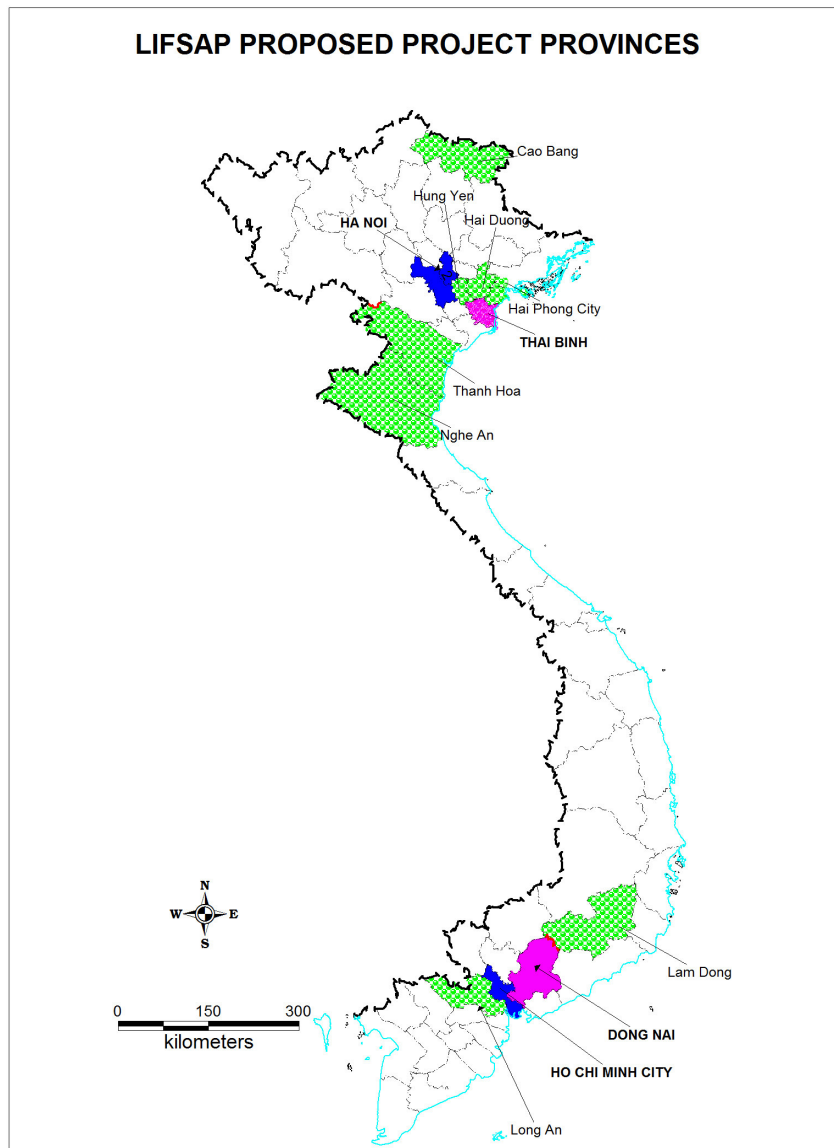 LIFSAP PROPOSED PROJECT PROVINCES
Cao Bang
Hung Yen
HA NOI
Hai Duong
Hai Phong City
THAI BINH
Thanh Hoa
Nghe An
N
W E
S
Lam Dong
0 150 300
kilometers
DONG NAI
HO CHI MINH CITY
Long An